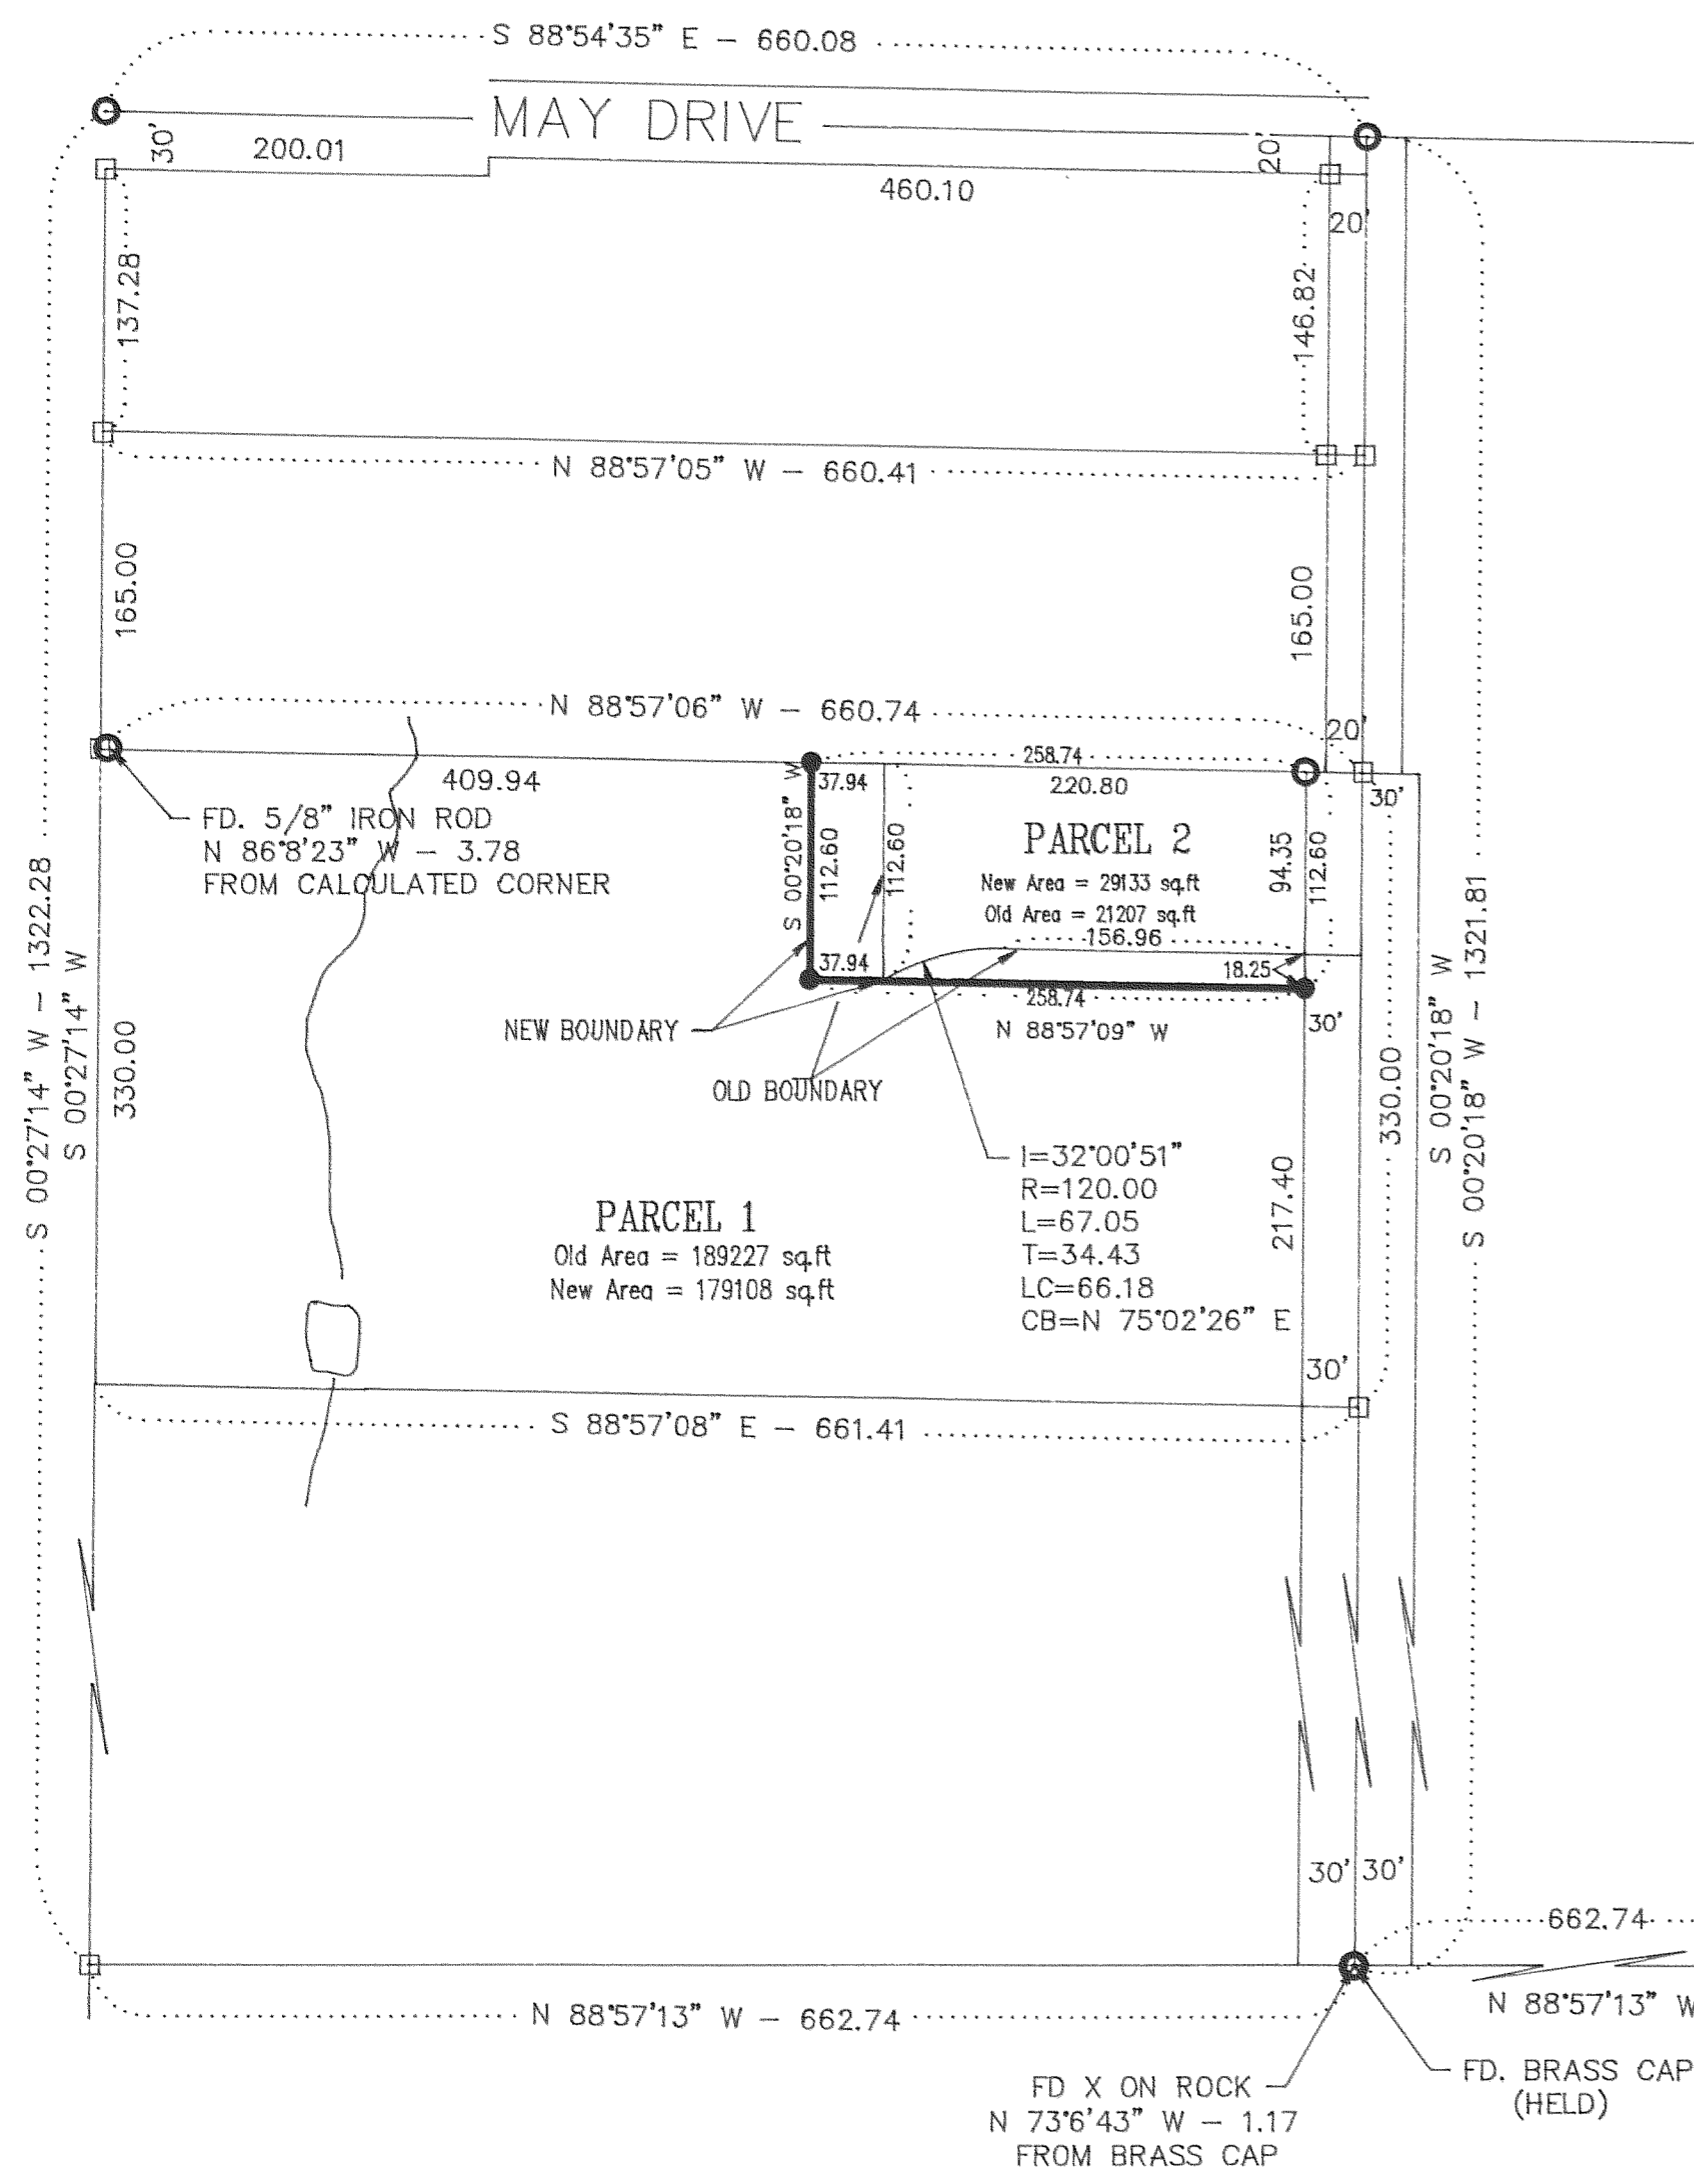 S 88°54'35" E – 660.08
MAY DRIVE
30'
200.01
20'
460.10
20'
137.28
146.82
N 88°57'05" W – 660.41
165.00
165.00
N 88°57'06" W – 660.74
20'
258.74
409.94
37.94
220.80
30'
FD. 5/8" IRON ROD
N 86°8'23" W – 3.78
FROM CALCULATED CORNER
S 00°20'18" W
112.60
112.60
PARCEL 2
New Area = 29133 sq.ft
Old Area = 21207 sq.ft
156.96
94.35
112.60
37.94
18.25
258.74
N 88°57'09" W
30'
NEW BOUNDARY
OLD BOUNDARY
S 00°27'14" W – 1322.28
S 00°27'14" W
330.00
330.00
S 00°20'18" W
S 00°20'18" W – 1321.81
I=32°00'51"
R=120.00
L=67.05
T=34.43
LC=66.18
CB=N 75°02'26" E
217.40
PARCEL 1
Old Area = 189227 sq.ft
New Area = 179108 sq.ft
30'
S 88°57'08" E – 661.41
30'
30'
662.74
N 88°57'13" W – 662.74
N 88°57'13" W
FD X ON ROCK
N 73°6'43" W – 1.17
FROM BRASS CAP
FD. BRASS CAP
(HELD)